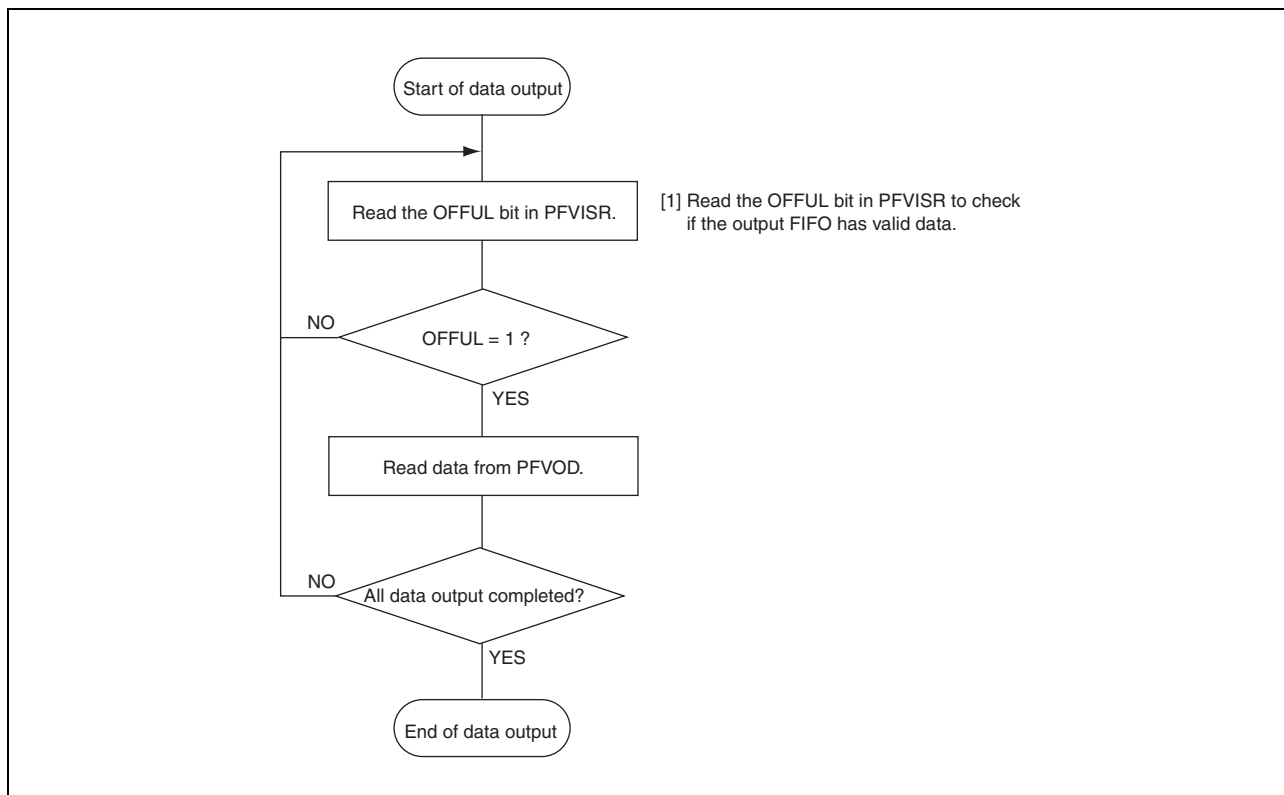 Start of data output
Read the OFFUL bit in PFVISR.
[1] Read the OFFUL bit in PFVISR to check
if the output FIFO has valid data.
NO
OFFUL = 1 ?
YES
Read data from PFVOD.
NO
All data output completed?
YES
End of data output